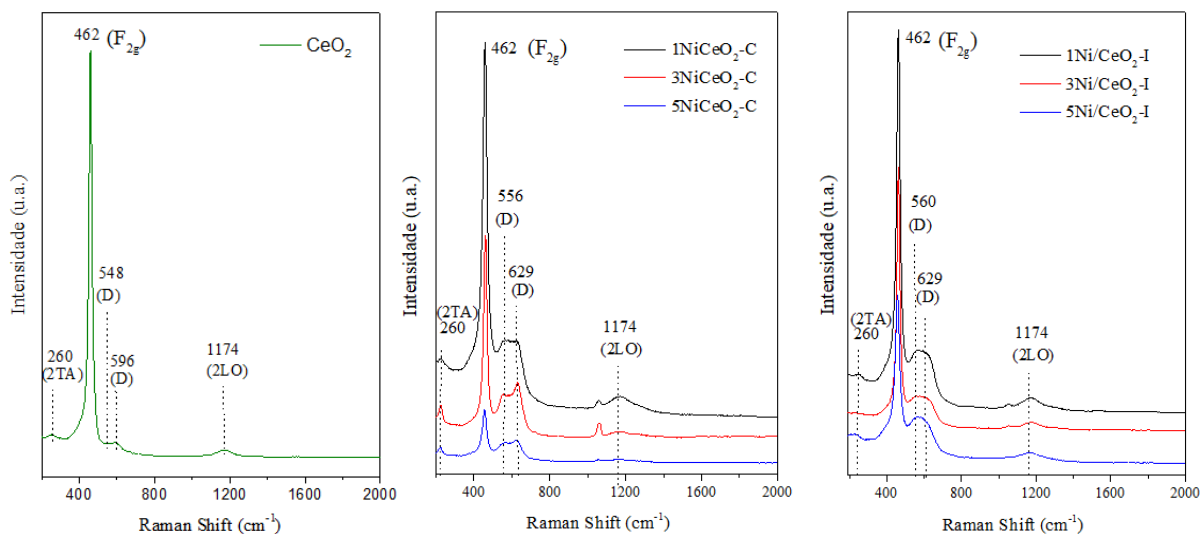 462 (F2g)
CeO2
548
(D)
260
(2TA)
596
(D)
1174
(2LO)
Intensidade (u.a.)
400 800 1200 1600 2000
Raman Shift (cm-1)
462 (F2g)
1NiCeO2-C
3NiCeO2-C
5NiCeO2-C
556
(D)
629
(D)
(2TA)
260
1174
(2LO)
Intensidade (u.a.)
400 800 1200 1600 2000
Raman Shift (cm-1)
462 (F2g)
1Ni/CeO2-I
3Ni/CeO2-I
5Ni/CeO2-I
560
(D)
629
(D)
(2TA)
260
1174
(2LO)
Intensidade (u.a.)
400 800 1200 1600 2000
Raman Shift (cm-1)